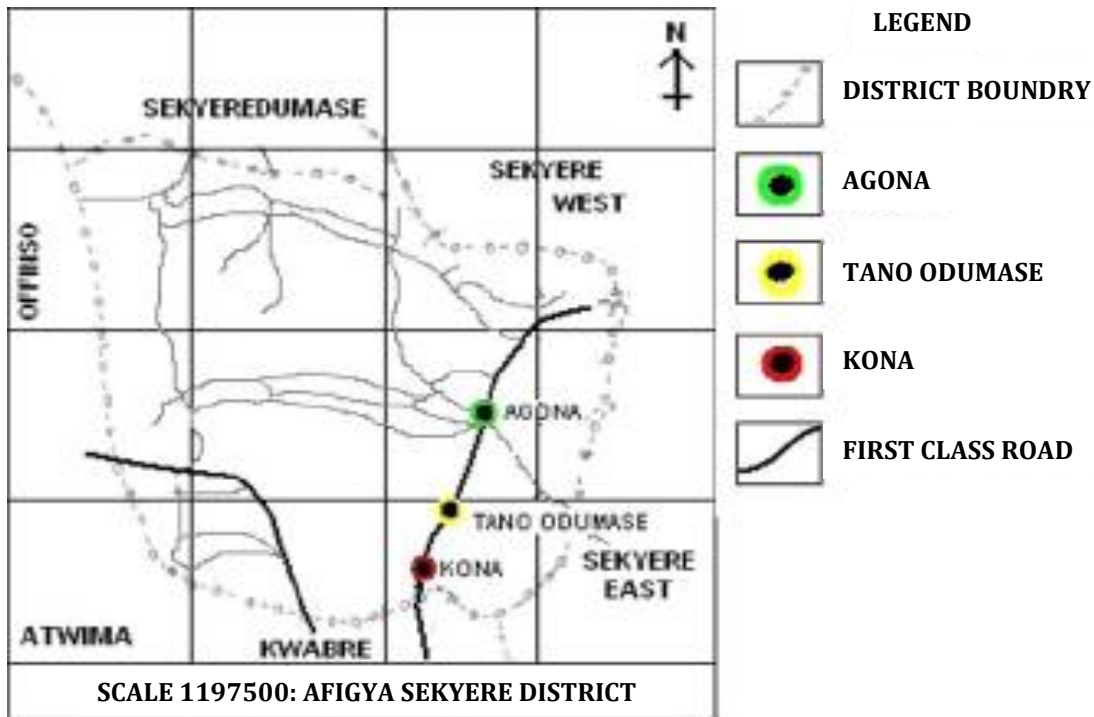 N
SEKYEREDUMASE
SEKYERE
WEST
OFFINSO
AGONA
TANO ODUMASE
KONA
SEKYERE
EAST
ATWIMA
KWABRE
SCALE 1197500: AFIGYA SEKYERE DISTRICT
LEGEND
DISTRICT BOUNDRY
AGONA
TANO ODUMASE
KONA
FIRST CLASS ROAD